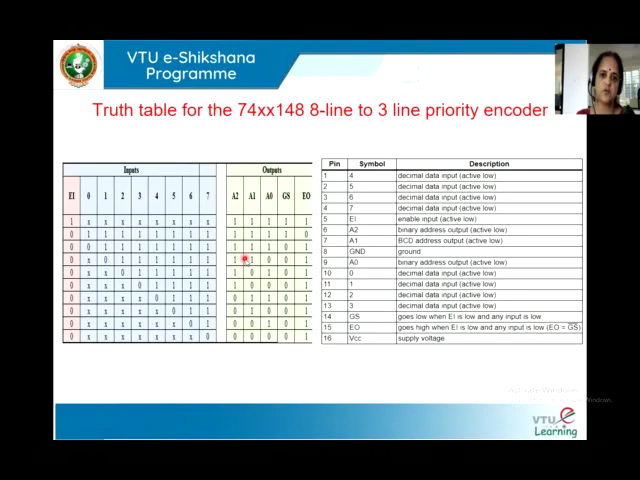 VTU e-Shikshana
Programme
Truth table for the 74xx148 8-line to 3 line priority encoder
Inputs Outputs
EI 0 1 2 3 4 5 6 7 A2 A1 A0 GS EO
1 x x x x x x x x 1 1 1 1 1
0 1 1 1 1 1 1 1 1 1 1 1 1 0
0 0 1 1 1 1 1 1 1 1 1 1 0 1
0 x 0 1 1 1 1 1 1 1 1 0 0 1
0 x x 0 1 1 1 1 1 1 0 1 0 1
0 x x x 0 1 1 1 1 1 0 0 0 1
0 x x x x 0 1 1 1 0 1 1 0 1
0 x x x x x 0 1 1 0 1 0 0 1
0 x x x x x x 0 1 0 0 1 0 1
0 x x x x x x x 0 0 0 0 0 1
Pin Symbol Description
1 4 decimal data input (active low)
2 5 decimal data input (active low)
3 6 decimal data input (active low)
4 7 decimal data input (active low)
5 EI enable input (active low)
6 A2 binary address output (active low)
7 A1 BCD address output (active low)
8 GND ground
9 A0 binary address output (active low)
10 0 decimal data input (active low)
11 1 decimal data input (active low)
12 2 decimal data input (active low)
13 3 decimal data input (active low)
14 GS goes low when EI is low and any input is low
15 EO goes high when EI is low and any input is low (EO = G̅S̅)
16 Vcc supply voltage
VTU e
Learning